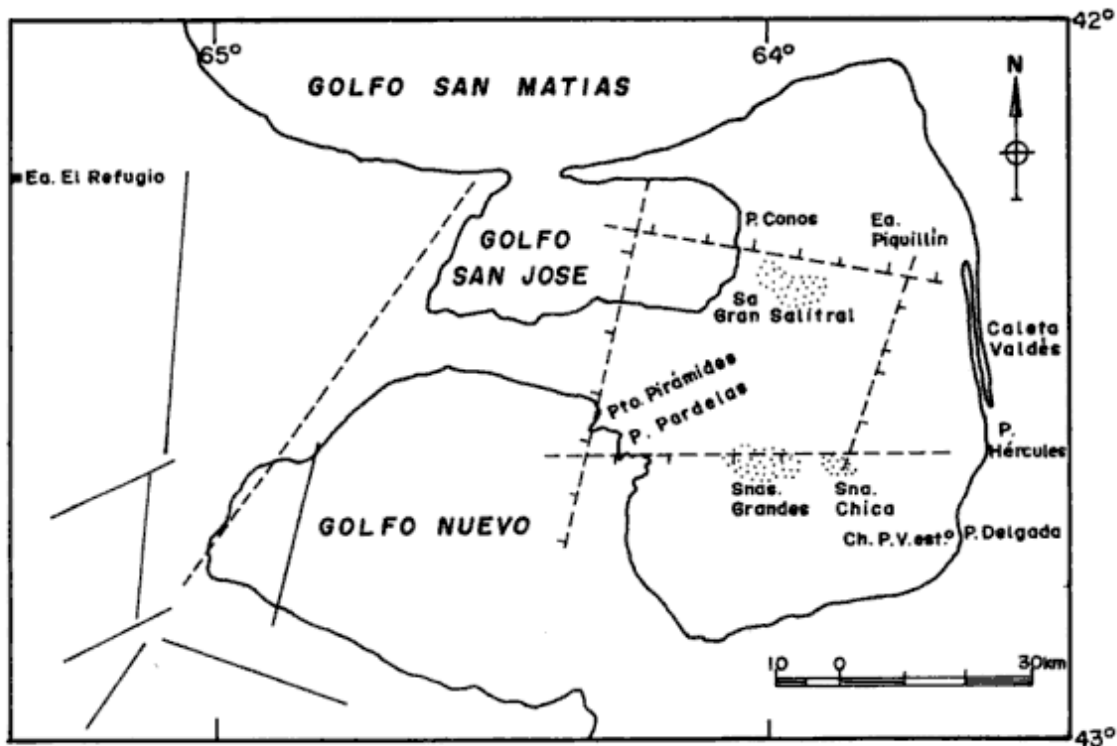 42°
65°
64°
GOLFO SAN MATIAS
N
Ea. El Refugio
P. Conos
Ea.
Piquillín
GOLFO
SAN JOSE
Sa
Gran Salitral
Caleta
Valdés
Pto. Pirámides
P. Pardelas
P.
Hércules
Snas.
Grandes
Sna.
Chica
GOLFO NUEVO
Ch. P. V. est.
P. Delgada
10 0 30km
43°